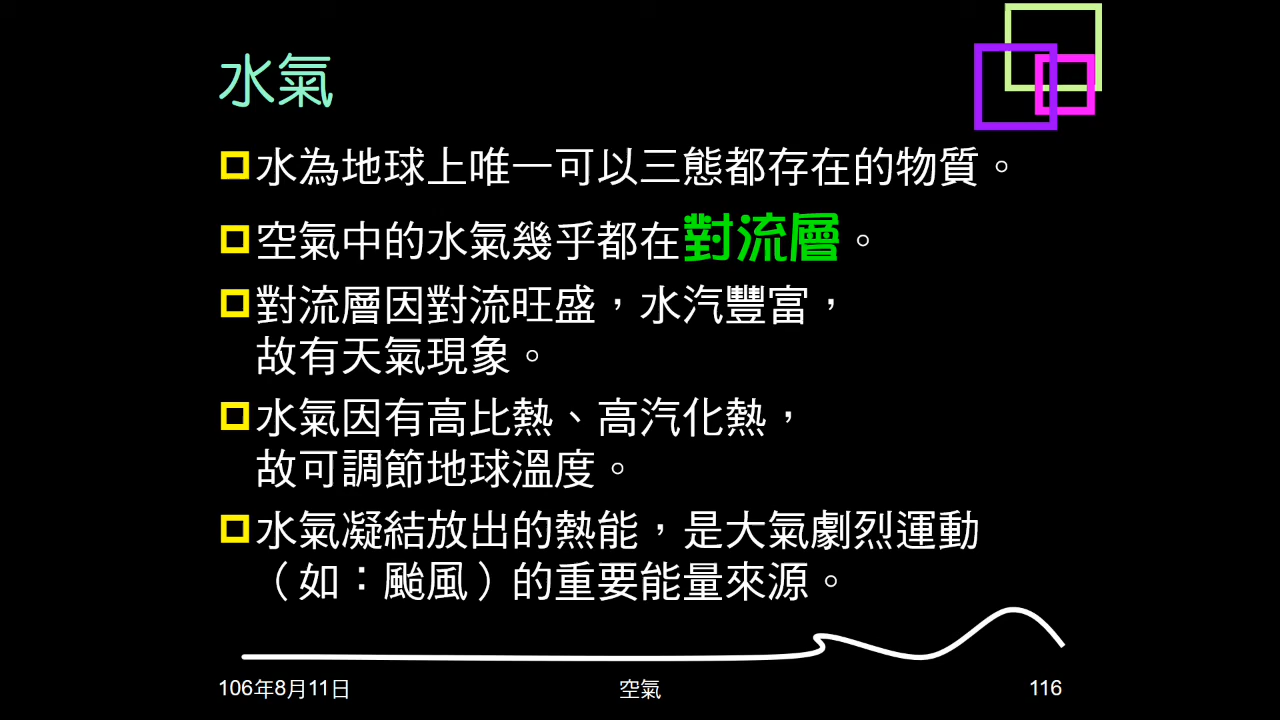 水氣
水為地球上唯一可以三態都存在的物質。
空氣中的水氣幾乎都在對流層。
對流層因對流旺盛，水汽豐富，
故有天氣現象。
水氣因有高比熱、高汽化熱，
故可調節地球溫度。
水氣凝結放出的熱能，是大氣劇烈運動
（如：颱風）的重要能量來源。
106年8月11日
空氣
116